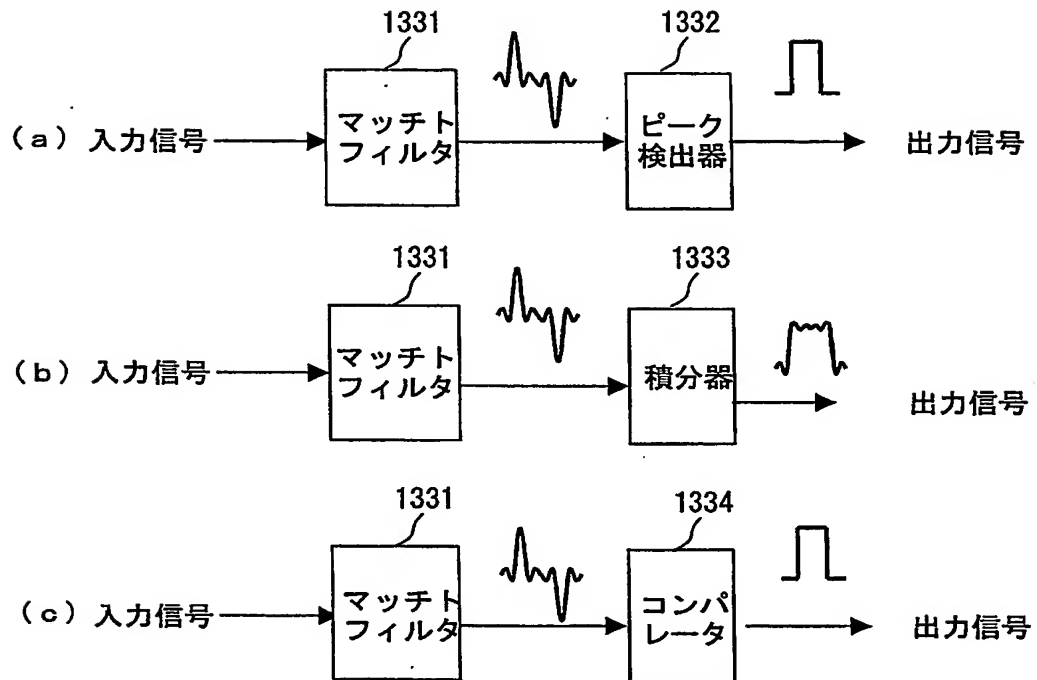 1331
1332
(a) 入力信号
マッチト
フィルタ
ピーク
検出器
出力信号
1331
1333
(b) 入力信号
マッチト
フィルタ
積分器
出力信号
1331
1334
(c) 入力信号
マッチト
フィルタ
コンパ
レータ
出力信号